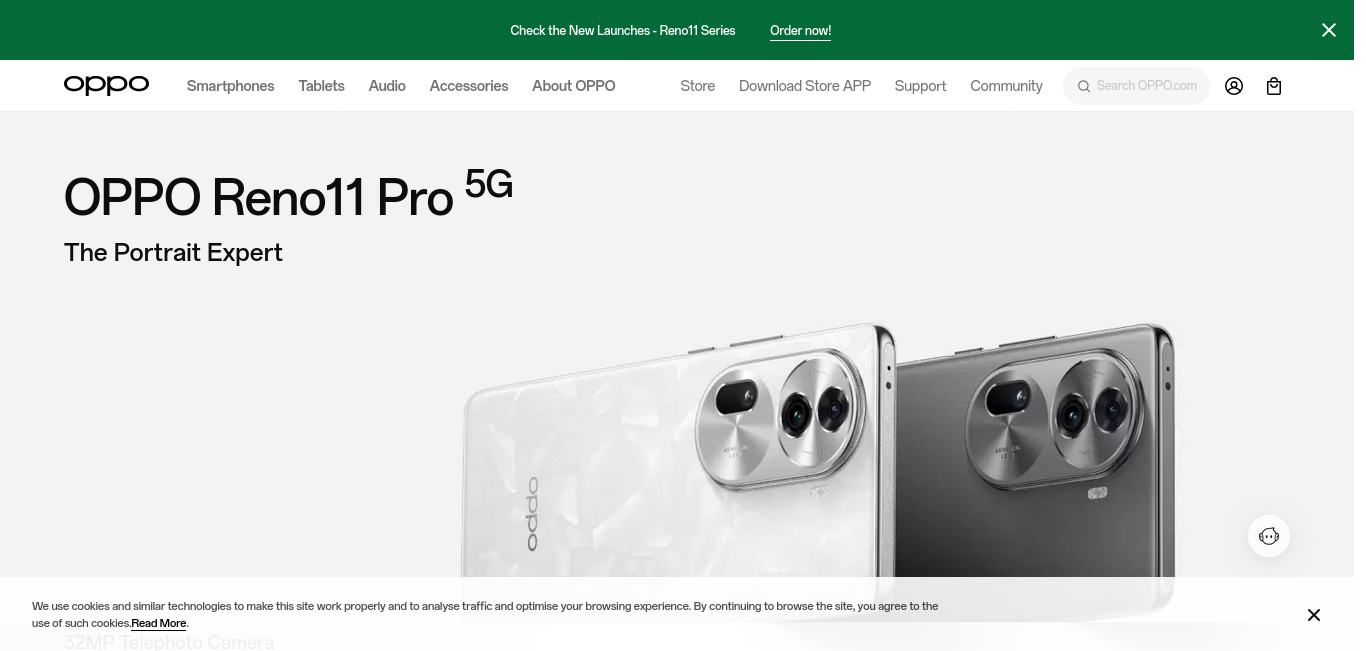 Check the New Launches - Reno11 Series Order now!
oppo Smartphones Tablets Audio Accessories About OPPO Store Download Store APP Support Community Search OPPO.com
OPPO Reno11 Pro 5G
The Portrait Expert
oppo
We use cookies and similar technologies to make this site work properly and to analyse traffic and optimise your browsing experience. By continuing to browse the site, you agree to the
use of such cookies.Read More.
32MP Telephoto Camera